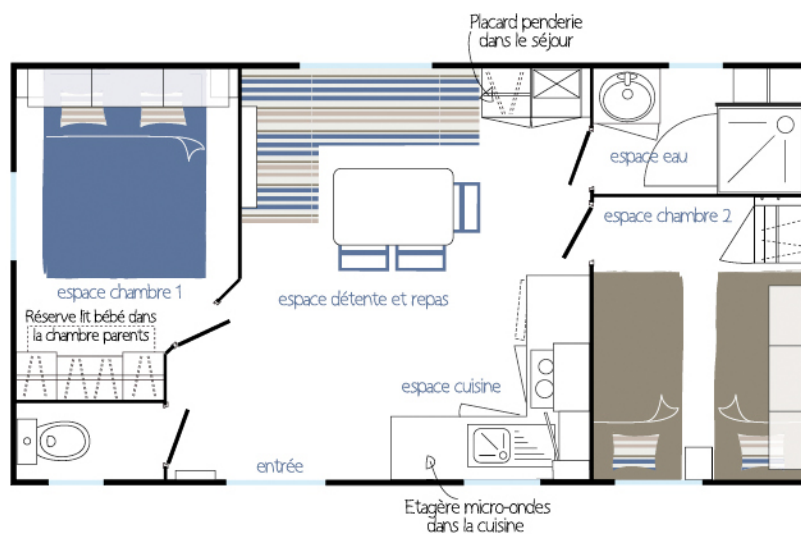 Placard penderie
dans le séjour
espace eau
espace chambre 2
espace chambre 1
espace détente et repas
Réserve lit bébé dans
la chambre parents
espace cuisine
entrée
Etagère micro-ondes
dans la cuisine